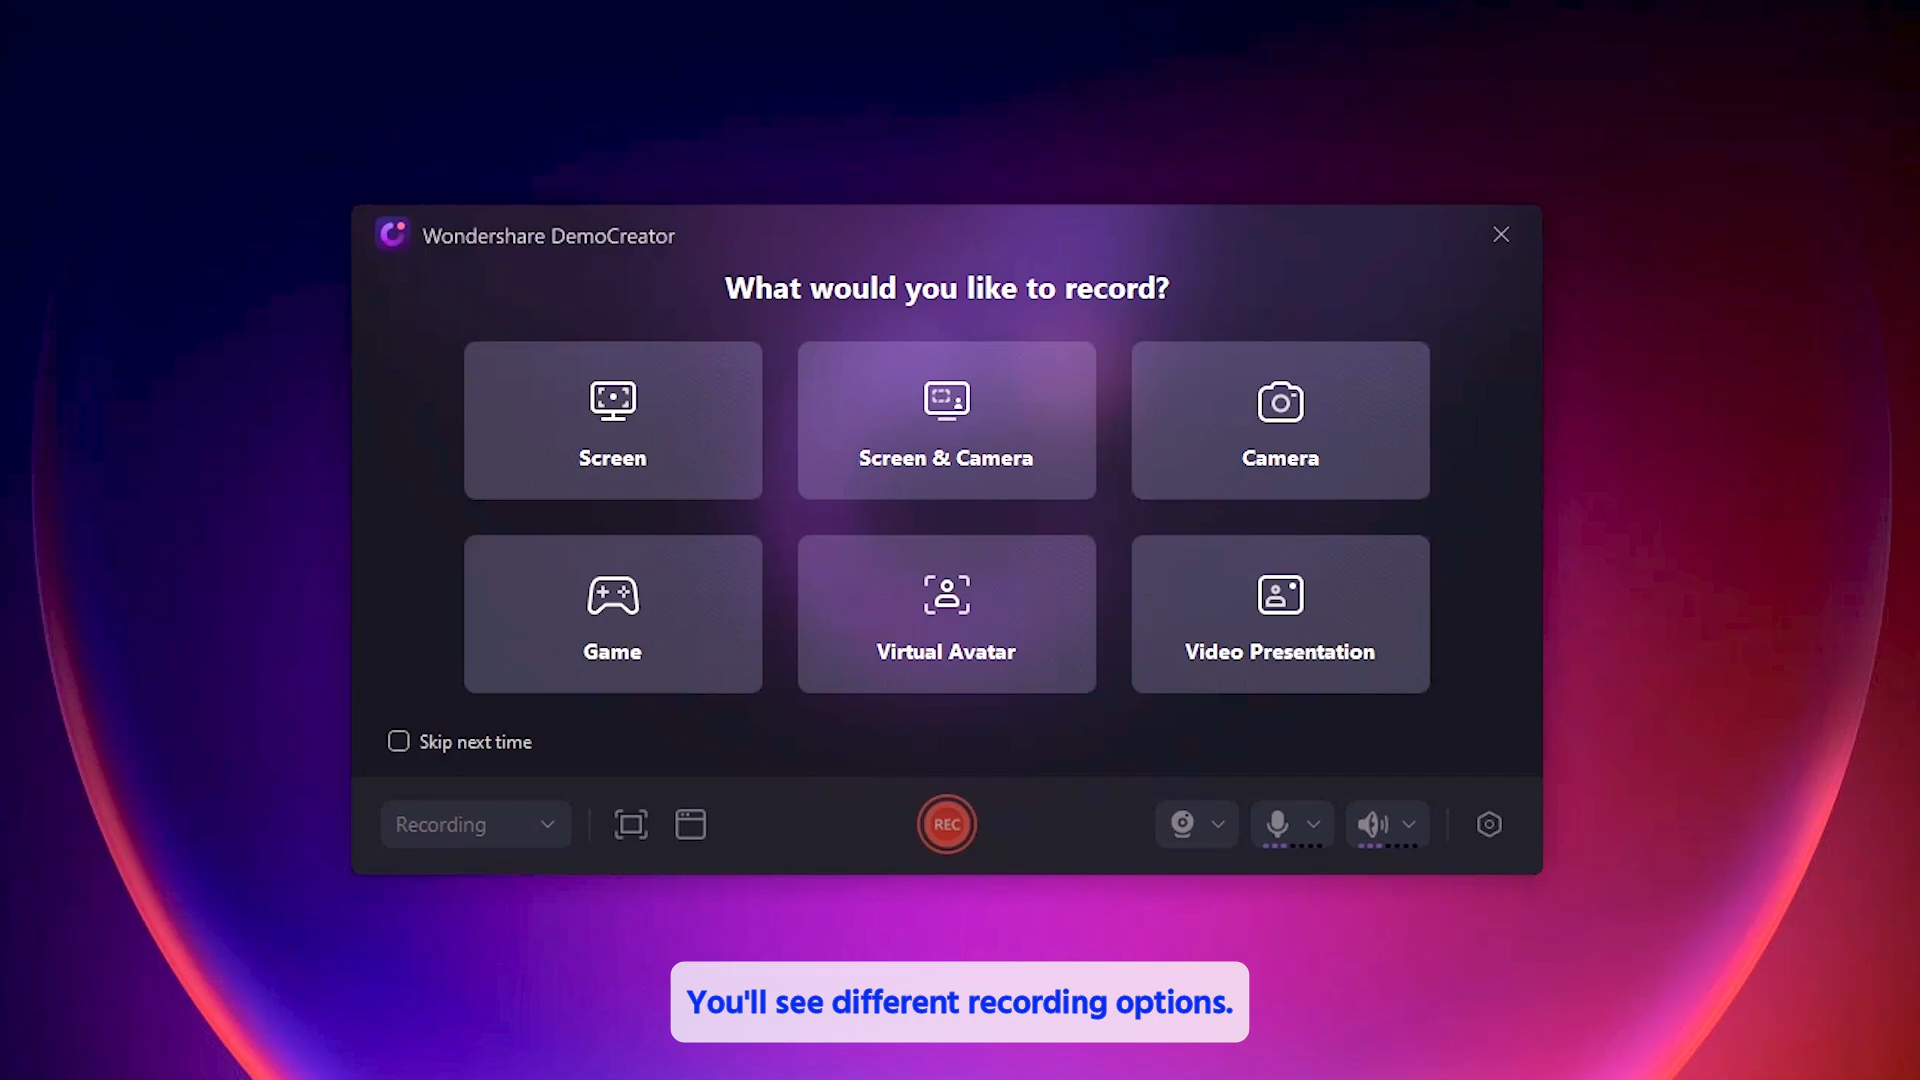 Wondershare DemoCreator
What would you like to record?
Screen
Screen & Camera
Camera
Game
Virtual Avatar
Video Presentation
Skip next time
Recording
REC
You'll see different recording options.